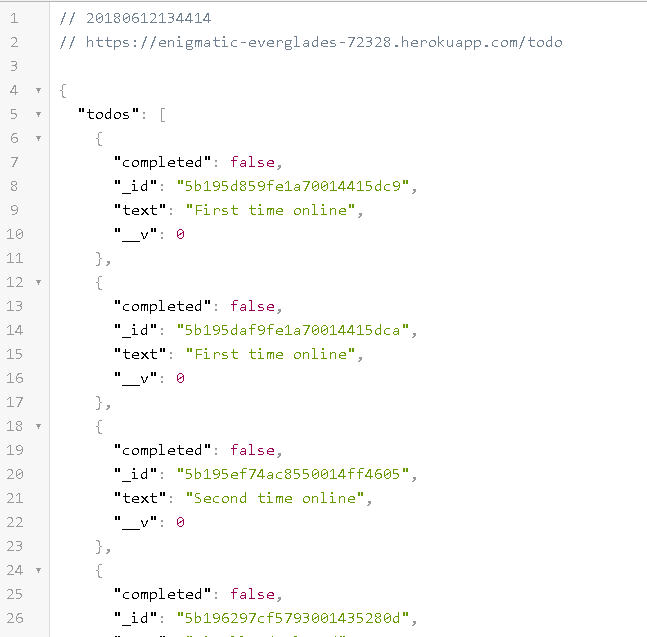 1 // 20180612134414
2 // https://enigmatic-everglades-72328.herokuapp.com/todo
3
4 {
5 "todos": [
6 {
7 "completed": false,
8 "_id": "5b195d859fe1a70014415dc9",
9 "text": "First time online",
10 "__v": 0
11 },
12 {
13 "completed": false,
14 "_id": "5b195daf9fe1a70014415dca",
15 "text": "First time online",
16 "__v": 0
17 },
18 {
19 "completed": false,
20 "_id": "5b195ef74ac8550014ff4605",
21 "text": "Second time online",
22 "__v": 0
23 },
24 {
25 "completed": false,
26 "_id": "5b196297cf5793001435280d",